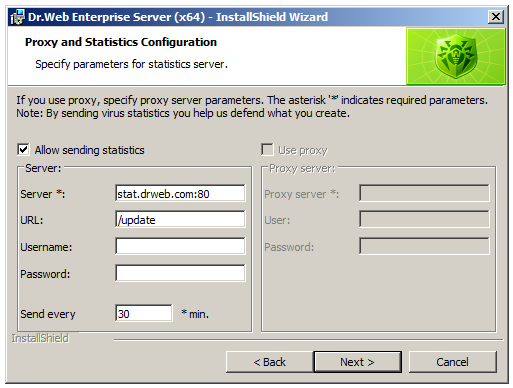 Dr.Web Enterprise Server (x64) - InstallShield Wizard
Proxy and Statistics Configuration
Specify parameters for statistics server.
If you use proxy, specify proxy server parameters. The asterisk '*' indicates required parameters.
Note: By sending virus statistics you help us defend what you create.
Allow sending statistics
Use proxy
Server:
Server *: stat.drweb.com:80
URL: /update
Username:
Password:
Send every 30 * min.
Proxy server:
Proxy server *:
User:
Password:
InstallShield
< Back Next > Cancel